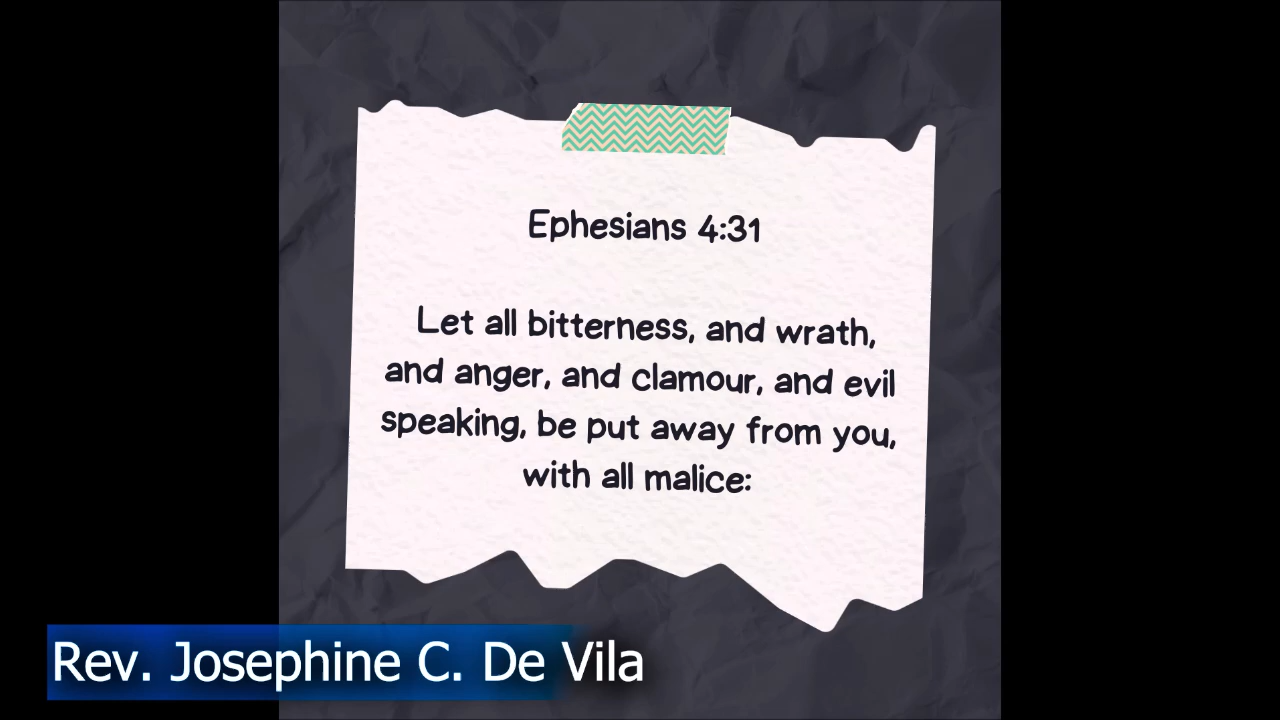 Ephesians 4:31
Let all bitterness, and wrath,
and anger, and clamour, and evil
speaking, be put away from you,
with all malice:
Rev. Josephine C. De Vila